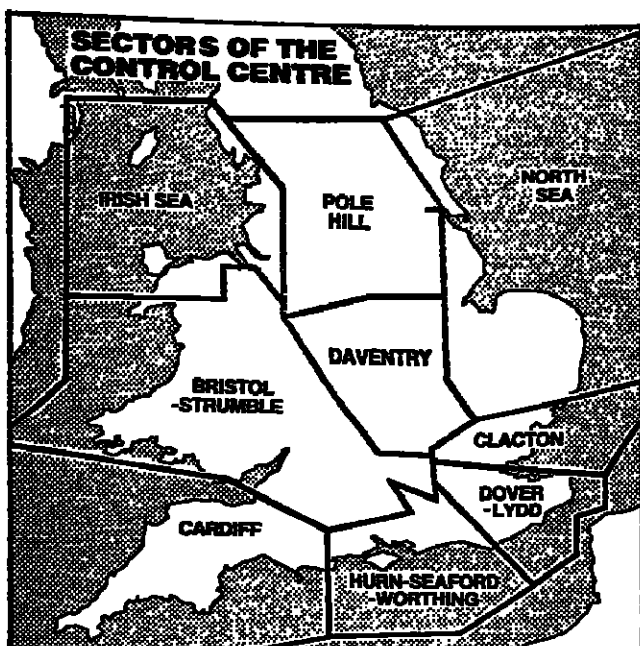 SECTORS OF THE
CONTROL CENTRE
NORTH
SEA
IRISH SEA
POLE
HILL
DAVENTRY
BRISTOL
-STRUMBLE
CLACTON
DOVER
-LYDD
CARDIFF
HURN-SEAFORD
-WORTHING